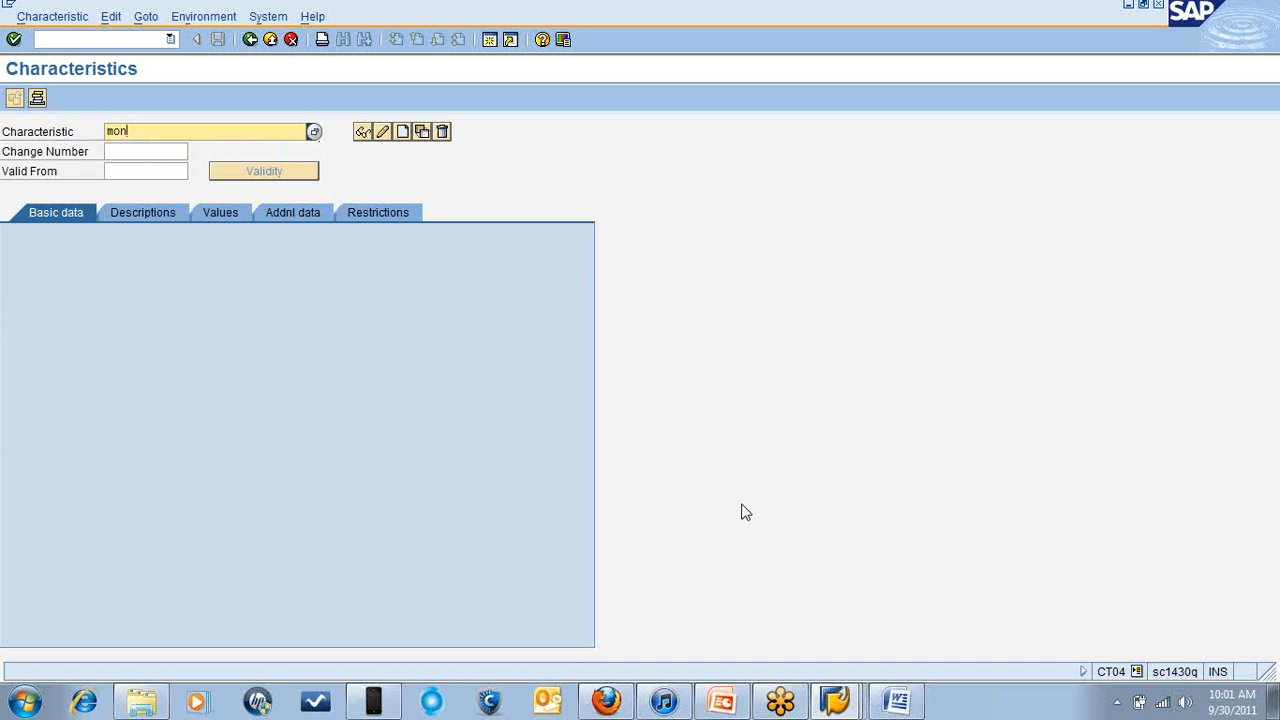 Characteristic Edit Goto Environment System Help
SAP
Characteristics
Characteristic mon
Change Number
Valid From Validity
Basic data Descriptions Values Addnl data Restrictions
CT04 sc1430q INS
10:01 AM
9/30/2011